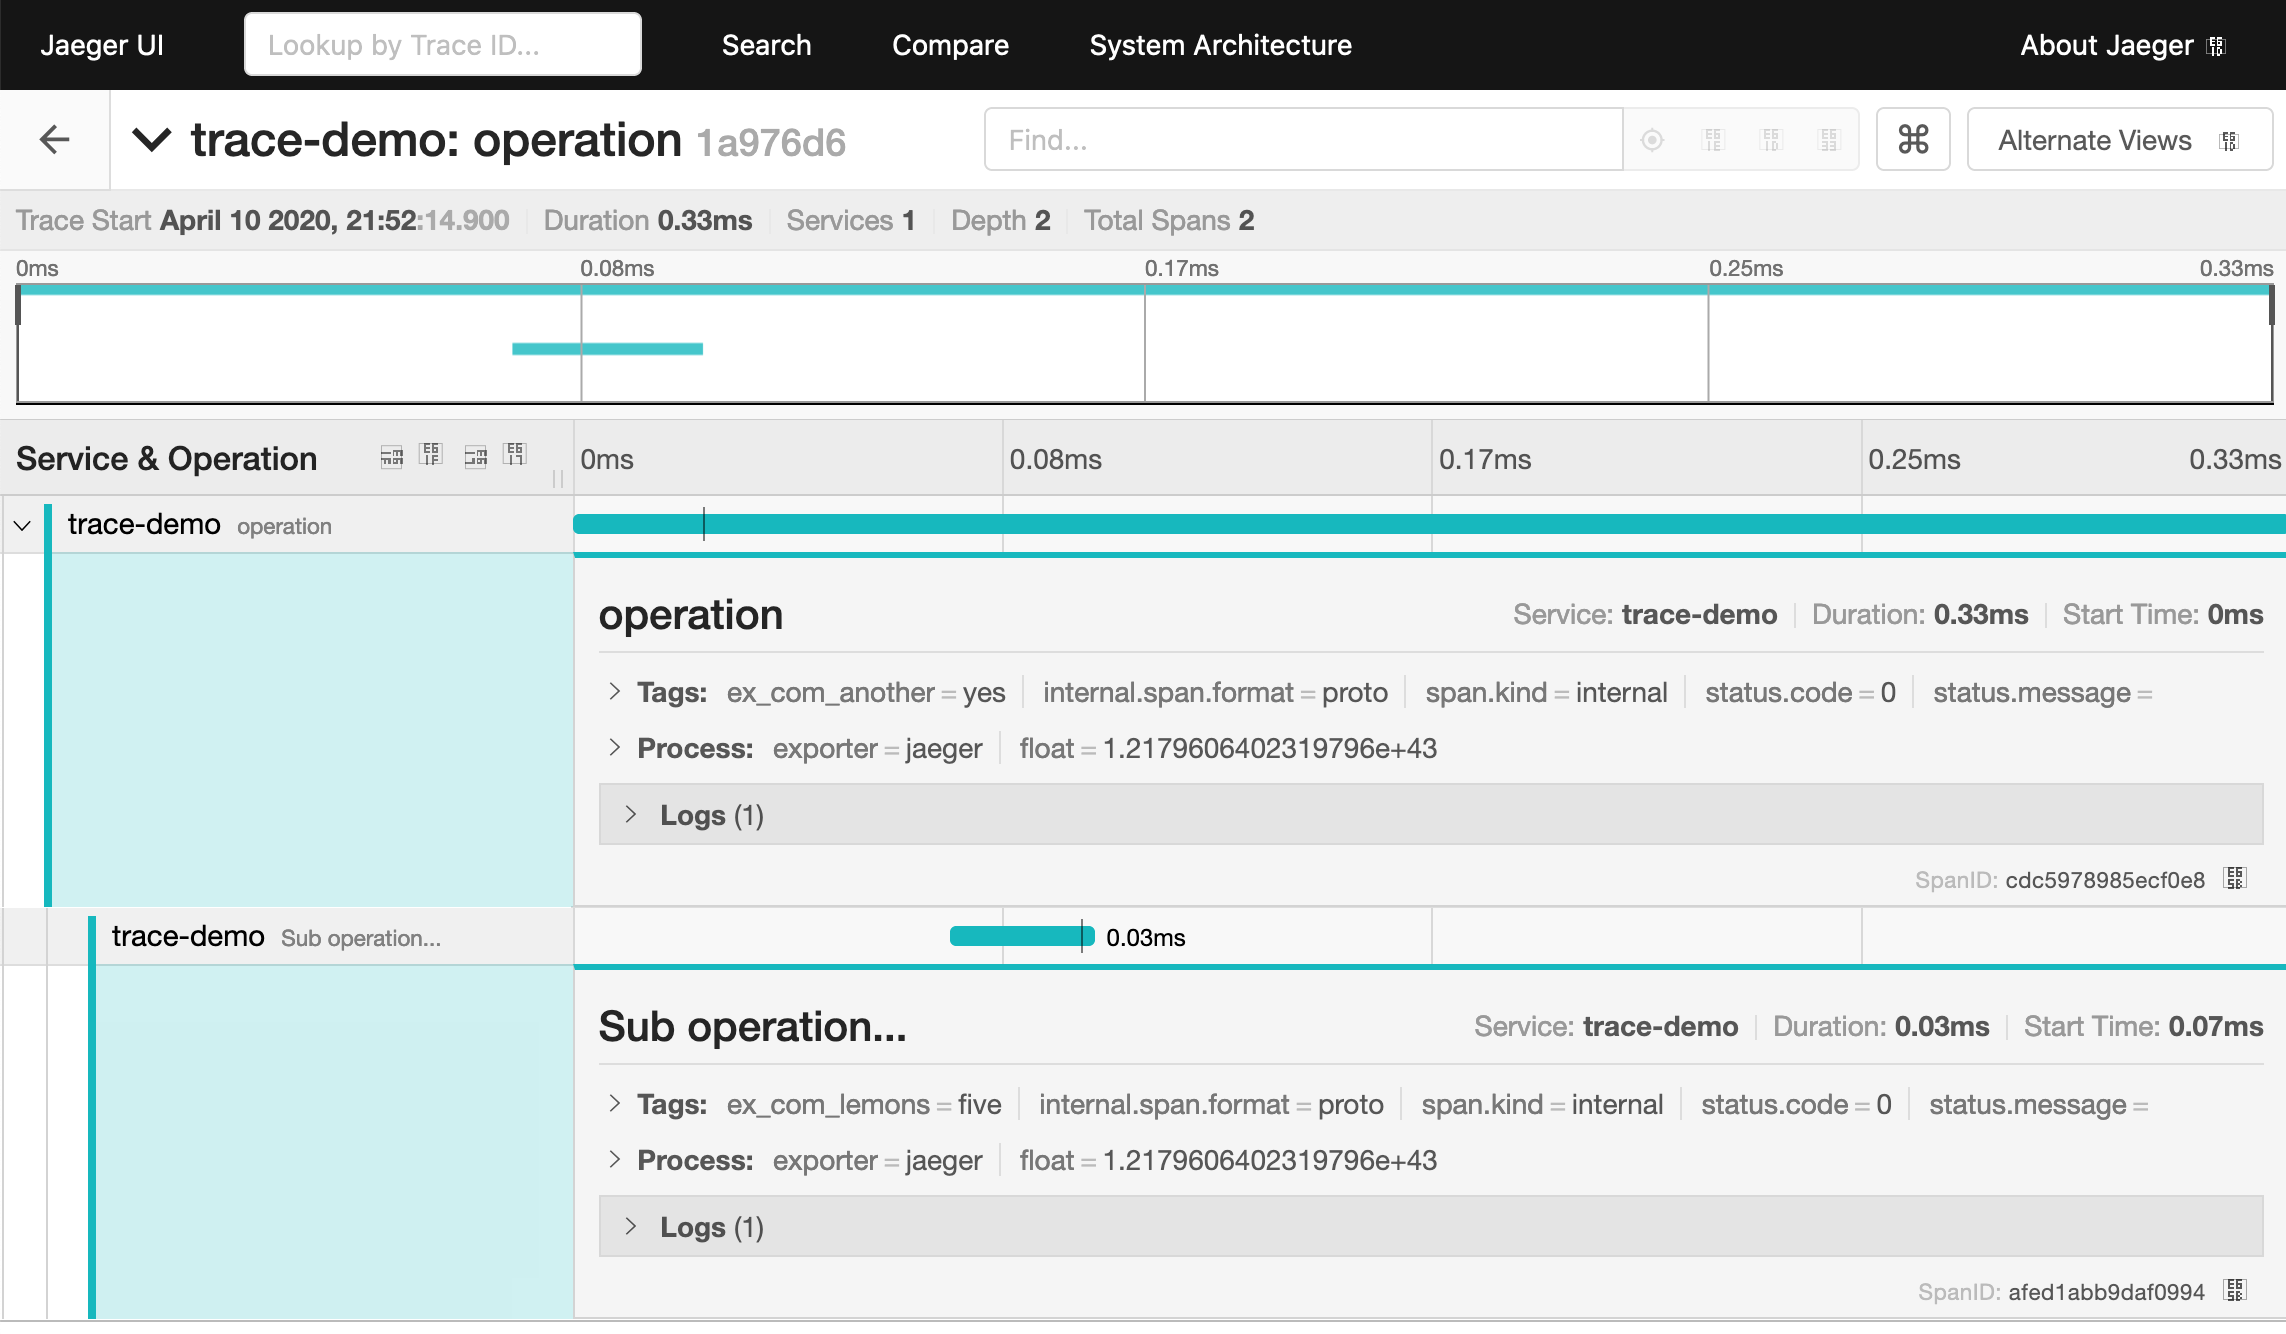 Jaeger UI Lookup by Trace ID... Search Compare System Architecture About Jaeger
trace-demo: operation 1a976d6 Find... ⌘ Alternate Views
Trace Start April 10 2020, 21:52:14.900 Duration 0.33ms Services 1 Depth 2 Total Spans 2
0ms 0.08ms 0.17ms 0.25ms 0.33ms
Service & Operation 0ms 0.08ms 0.17ms 0.25ms 0.33ms
trace-demo operation
operation Service: trace-demo Duration: 0.33ms Start Time: 0ms
Tags: ex_com_another = yes internal.span.format = proto span.kind = internal status.code = 0 status.message =
Process: exporter = jaeger float = 1.2179606402319796e+43
Logs (1)
SpanID: cdc5978985ecf0e8
trace-demo Sub operation... 0.03ms
Sub operation... Service: trace-demo Duration: 0.03ms Start Time: 0.07ms
Tags: ex_com_lemons = five internal.span.format = proto span.kind = internal status.code = 0 status.message =
Process: exporter = jaeger float = 1.2179606402319796e+43
Logs (1)
SpanID: afed1abb9daf0994